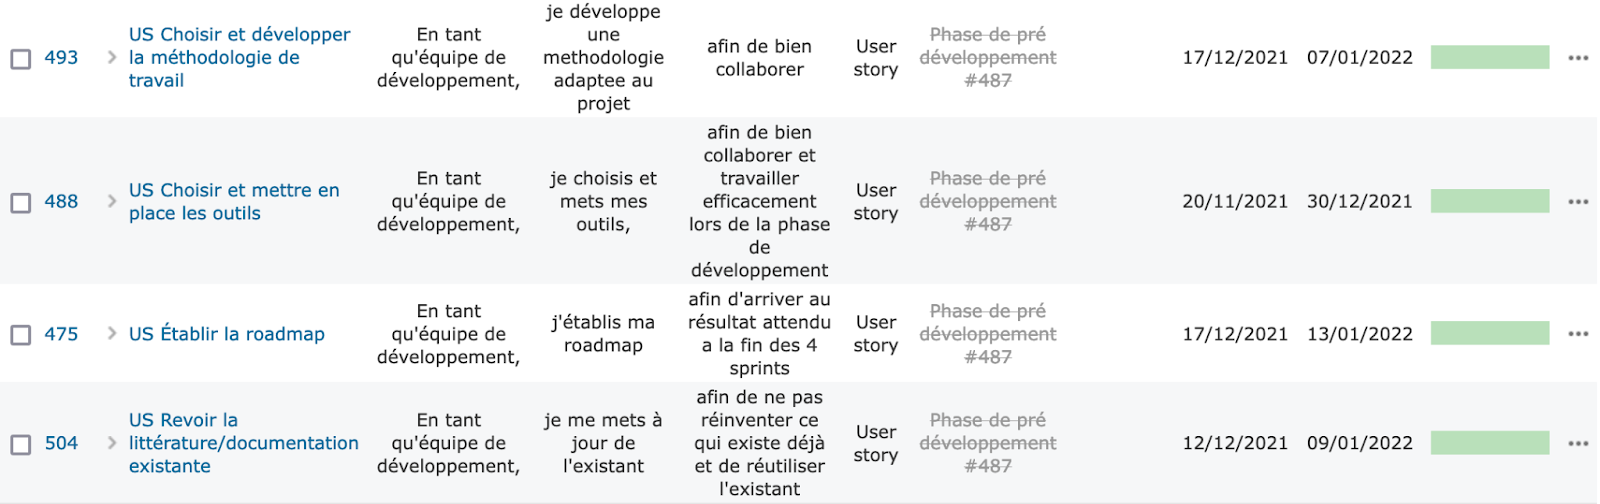 493
US Choisir et développer
la méthodologie de
travail
En tant
qu'équipe de
développement,
je développe
une
methodologie
adaptee au
projet
afin de bien
collaborer
User
story
Phase de pré
développement
#487
17/12/2021
07/01/2022
488
US Choisir et mettre en
place les outils
En tant
qu'équipe de
développement,
je choisis et
mets mes
outils,
afin de bien
collaborer et
travailler
efficacement
lors de la phase
de
développement
User
story
Phase de pré
développement
#487
20/11/2021
30/12/2021
475
US Établir la roadmap
En tant
qu'équipe de
développement,
j'établis ma
roadmap
afin d'arriver au
résultat attendu
a la fin des 4
sprints
User
story
Phase de pré
développement
#487
17/12/2021
13/01/2022
504
US Revoir la
littérature/documentation
existante
En tant
qu'équipe de
développement,
je me mets à
jour de
l'existant
afin de ne pas
réinventer ce
qui existe déjà
et de réutiliser
l'existant
User
story
Phase de pré
développement
#487
12/12/2021
09/01/2022